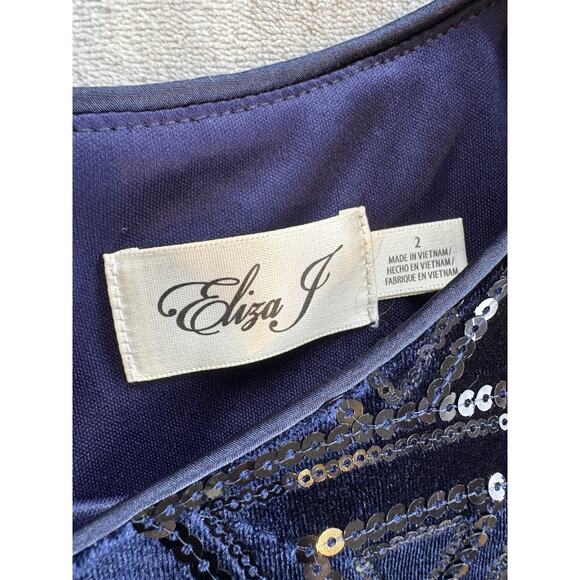 Eliza J
2
MADE IN VIETNAM/
HECHO EN VIETNAM/
FABRIQUE EN VIETNAM